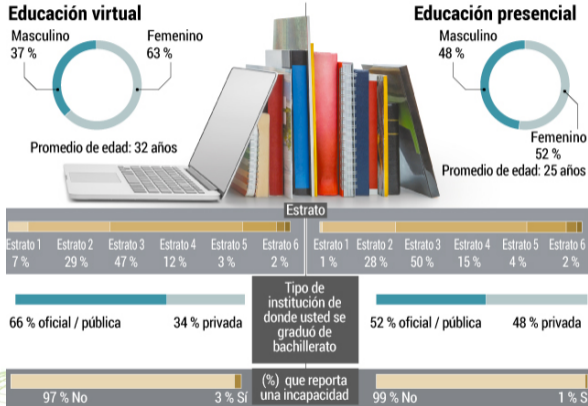 Educación virtual
Masculino
37 %
Femenino
63 %
Promedio de edad: 32 años
Educación presencial
Masculino
48 %
Femenino
52 %
Promedio de edad: 25 años
Estrato
Estrato 1 Estrato 2 Estrato 3 Estrato 4 Estrato 5 Estrato 6
7 % 29 % 47 % 12 % 3 % 2 %
Estrato 1 Estrato 2 Estrato 3 Estrato 4 Estrato 5 Estrato 6
1 % 28 % 50 % 15 % 4 % 2 %
Tipo de
institución de
donde usted se
graduó de
bachillerato
66 % oficial / pública 34 % privada
52 % oficial / pública 48 % privada
(%) que reporta
una incapacidad
97 % No 3 % Sí
99 % No 1 % S